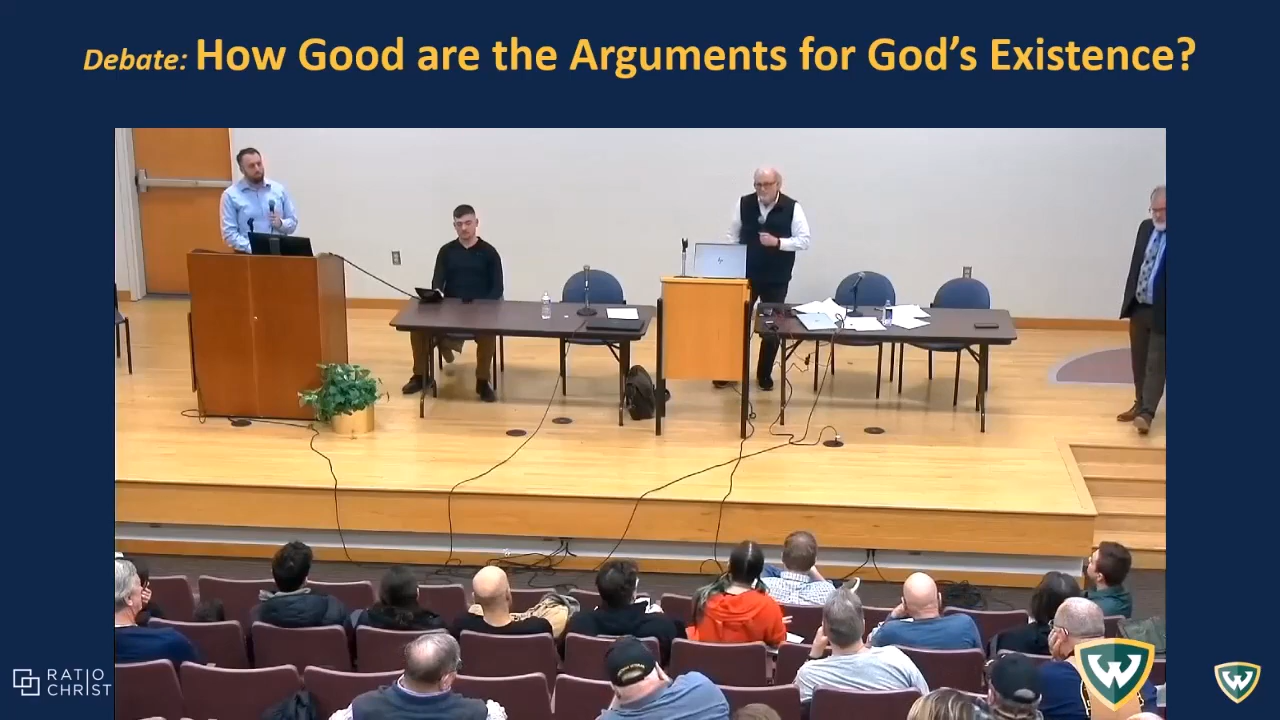 Debate: How Good are the Arguments for God's Existence?
RATIO
CHRIST
W
W